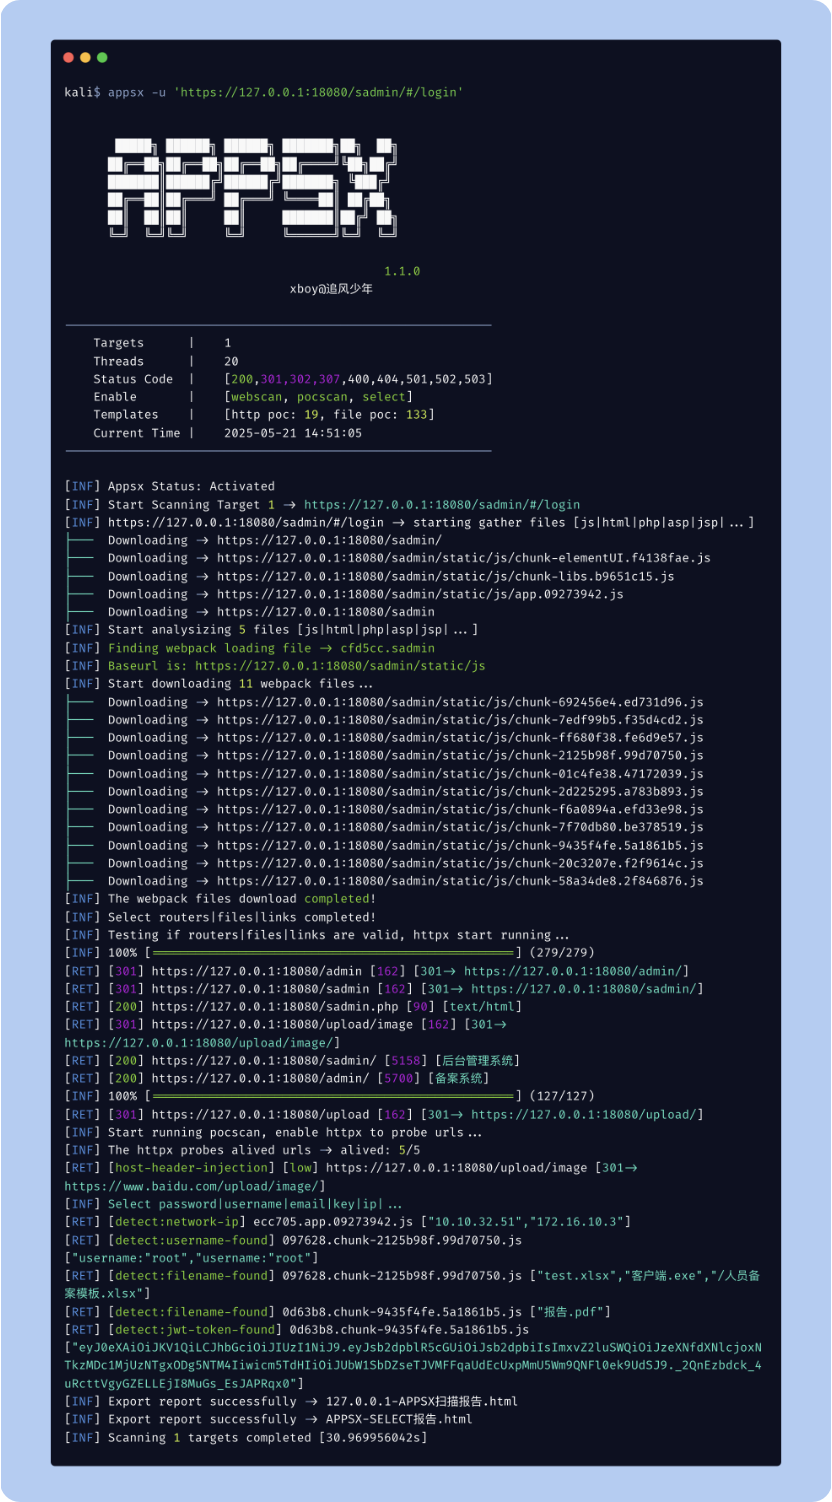 kali$ appsx -u 'https://127.0.0.1:18080/sadmin/#/login'
APPSX
1.1.0
xboy@追风少年
Targets | 1
Threads | 20
Status Code | [200,301,302,307,400,404,501,502,503]
Enable | [webscan, pocscan, select]
Templates | [http poc: 19, file poc: 133]
Current Time | 2025-05-21 14:51:05
[INF] Appsx Status: Activated
[INF] Start Scanning Target 1 → https://127.0.0.1:18080/sadmin/#/login
[INF] https://127.0.0.1:18080/sadmin/#/login → starting gather files [js|html|php|asp|jsp|...]
├── Downloading → https://127.0.0.1:18080/sadmin/
├── Downloading → https://127.0.0.1:18080/sadmin/static/js/chunk-elementUI.f4138fae.js
├── Downloading → https://127.0.0.1:18080/sadmin/static/js/chunk-libs.b9651c15.js
├── Downloading → https://127.0.0.1:18080/sadmin/static/js/app.09273942.js
├── Downloading → https://127.0.0.1:18080/sadmin
[INF] Start analysizing 5 files [js|html|php|asp|jsp|...]
[INF] Finding webpack loading file → cfd5cc.sadmin
[INF] Baseurl is: https://127.0.0.1:18080/sadmin/static/js
[INF] Start downloading 11 webpack files...
├── Downloading → https://127.0.0.1:18080/sadmin/static/js/chunk-692456e4.ed731d96.js
├── Downloading → https://127.0.0.1:18080/sadmin/static/js/chunk-7edf99b5.f35d4cd2.js
├── Downloading → https://127.0.0.1:18080/sadmin/static/js/chunk-ff680f38.fe6d9e57.js
├── Downloading → https://127.0.0.1:18080/sadmin/static/js/chunk-2125b98f.99d70750.js
├── Downloading → https://127.0.0.1:18080/sadmin/static/js/chunk-01c4fe38.47172039.js
├── Downloading → https://127.0.0.1:18080/sadmin/static/js/chunk-2d225295.a783b893.js
├── Downloading → https://127.0.0.1:18080/sadmin/static/js/chunk-f6a0894a.efd33e98.js
├── Downloading → https://127.0.0.1:18080/sadmin/static/js/chunk-7f70db80.be378519.js
├── Downloading → https://127.0.0.1:18080/sadmin/static/js/chunk-9435f4fe.5a1861b5.js
├── Downloading → https://127.0.0.1:18080/sadmin/static/js/chunk-20c3207e.f2f9614c.js
├── Downloading → https://127.0.0.1:18080/sadmin/static/js/chunk-58a34de8.2f846876.js
[INF] The webpack files download completed!
[INF] Select routers|files|links completed!
[INF] Testing if routers|files|links are valid, httpx start running...
[INF] 100% [==================================================] (279/279)
[RET] [301] https://127.0.0.1:18080/admin [162] [301→ https://127.0.0.1:18080/admin/]
[RET] [301] https://127.0.0.1:18080/sadmin [162] [301→ https://127.0.0.1:18080/sadmin/]
[RET] [200] https://127.0.0.1:18080/sadmin.php [90] [text/html]
[RET] [301] https://127.0.0.1:18080/upload/image [162] [301→
https://127.0.0.1:18080/upload/image/]
[RET] [200] https://127.0.0.1:18080/sadmin/ [5158] [后台管理系统]
[RET] [200] https://127.0.0.1:18080/admin/ [5700] [备案系统]
[INF] 100% [==================================================] (127/127)
[RET] [301] https://127.0.0.1:18080/upload [162] [301→ https://127.0.0.1:18080/upload/]
[INF] Start running pocscan, enable httpx to probe urls...
[INF] The httpx probes alived urls → alived: 5/5
[RET] [host-header-injection] [low] https://127.0.0.1:18080/upload/image [301→
https://www.baidu.com/upload/image/]
[INF] Select password|username|email|key|ip|...
[RET] [detect:network-ip] ecc705.app.09273942.js ["10.10.32.51","172.16.10.3"]
[RET] [detect:username-found] 097628.chunk-2125b98f.99d70750.js
["username:"root","username:"root"]
[RET] [detect:filename-found] 097628.chunk-2125b98f.99d70750.js ["test.xlsx","客户端.exe","/人员备
案模板.xlsx"]
[RET] [detect:filename-found] 0d63b8.chunk-9435f4fe.5a1861b5.js ["报告.pdf"]
[RET] [detect:jwt-token-found] 0d63b8.chunk-9435f4fe.5a1861b5.js
["eyJ0eXAiOiJKV1QiLCJhbGciOiJIUzI1NiJ9.eyJsb2dpblR5cGUiOiJsb2dpbiIsImxvZ2luSWQiOiJzeXNfdXNlcjoxN
TkzMDc1MjUzNTgxODg5NTM4Iiwicm5TdHIiOiJUbW1SbDZseTJVMFFqaUdEcUxpMmU5Wm9QNFl0ek9UdSJ9._2QnEzbdck_4
uRcttVgyGZELLEjI8MuGs_EsJAPRqx0"]
[INF] Export report successfully → 127.0.0.1-APPSX扫描报告.html
[INF] Export report successfully → APPSX-SELECT报告.html
[INF] Scanning 1 targets completed [30.969956042s]